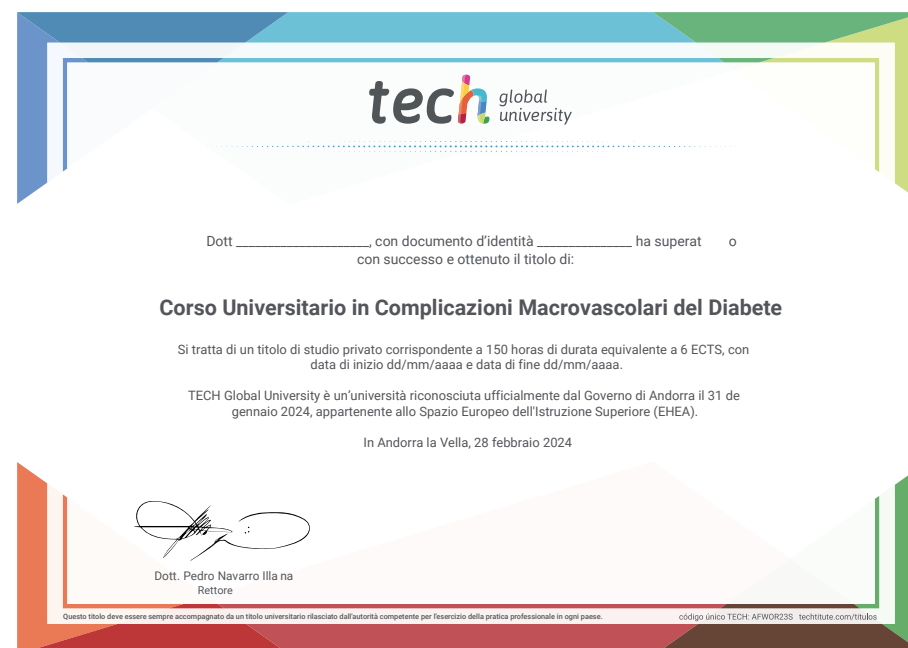 tech global university
Dott ___________________, con documento d'identità ______________ ha superat o
con successo e ottenuto il titolo di:
Corso Universitario in Complicazioni Macrovascolari del Diabete
Si tratta di un titolo di studio privato corrispondente a 150 horas di durata equivalente a 6 ECTS, con
data di inizio dd/mm/aaaa e data di fine dd/mm/aaaa.
TECH Global University è un'università riconosciuta ufficialmente dal Governo di Andorra il 31 de
gennaio 2024, appartenente allo Spazio Europeo dell'Istruzione Superiore (EHEA).
In Andorra la Vella, 28 febbraio 2024
Dott. Pedro Navarro Illa na
Rettore
Questo titolo deve essere sempre accompagnato da un titolo universitario rilasciato dall'autorità competente per l'esercizio della pratica professionale in ogni paese.
código único TECH: AFWOR23S techtitute.com/titulos